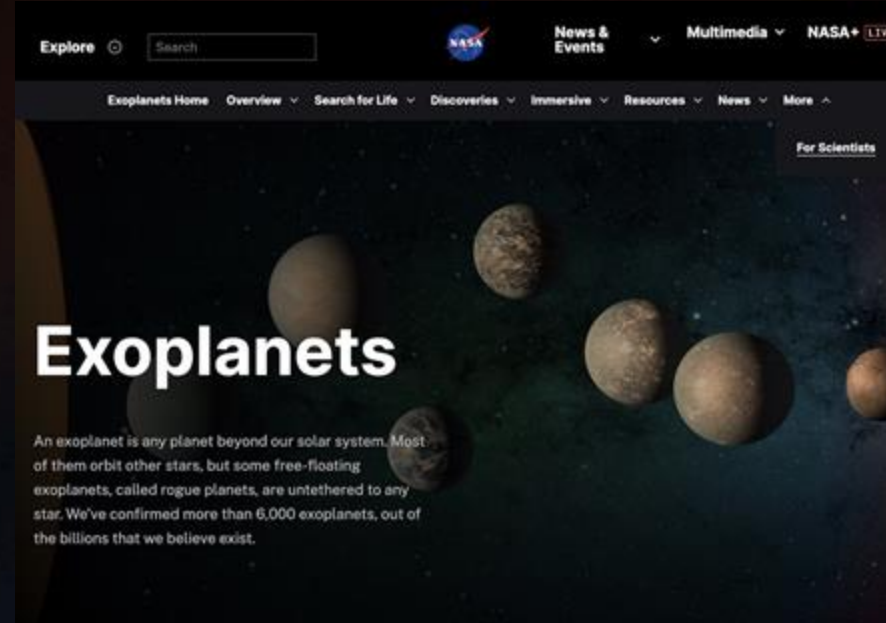 Explore
Search
NASA
News &
Events
Multimedia
NASA+ LIV
Exoplanets Home Overview Search for Life Discoveries Immersive Resources News More
For Scientists
Exoplanets
An exoplanet is any planet beyond our solar system. Most
of them orbit other stars, but some free-floating
exoplanets, called rogue planets, are untethered to any
star. We've confirmed more than 6,000 exoplanets, out of
the billions that we believe exist.